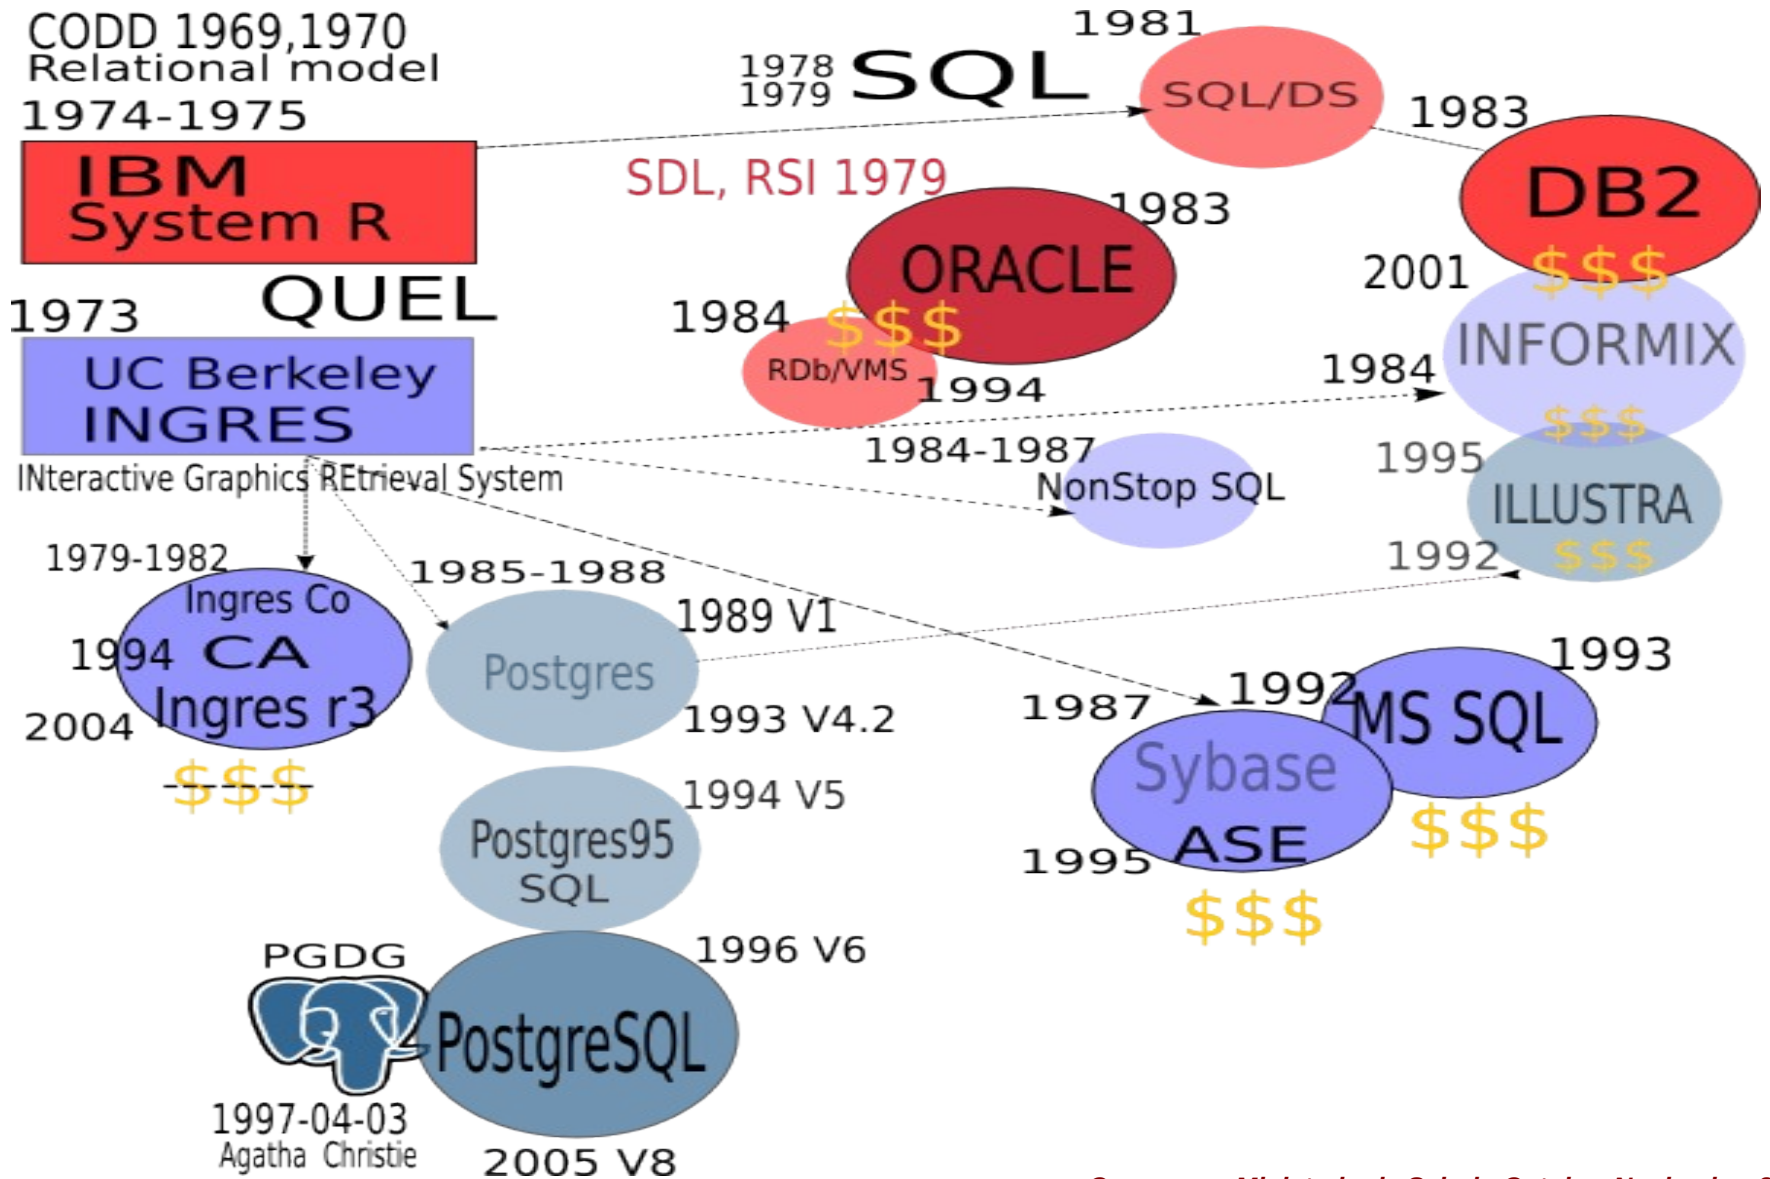 CODD 1969,1970
Relational model
1974-1975
IBM
System R
1978
1979
SQL
1981
SQL/DS
1983
DB2
$$$
SDL, RSI 1979
ORACLE
1983
$$$
1984
RDb/VMS
1994
QUEL
1973
UC Berkeley
INGRES
INteractive Graphics REtrieval System
2001
INFORMIX
1984
$$$
1984-1987
NonStop SQL
1995
ILLUSTRA
1992
$$$
1979-1982
Ingres Co
1994 CA
Ingres r3
2004
$$$
1985-1988
1989 V1
Postgres
1993 V4.2
1994 V5
Postgres95
SQL
1987
1992
1993
MS SQL
Sybase
ASE
1995
$$$
$$$
PGDG
1996 V6
PostgreSQL
1997-04-03
Agatha Christie
2005 V8